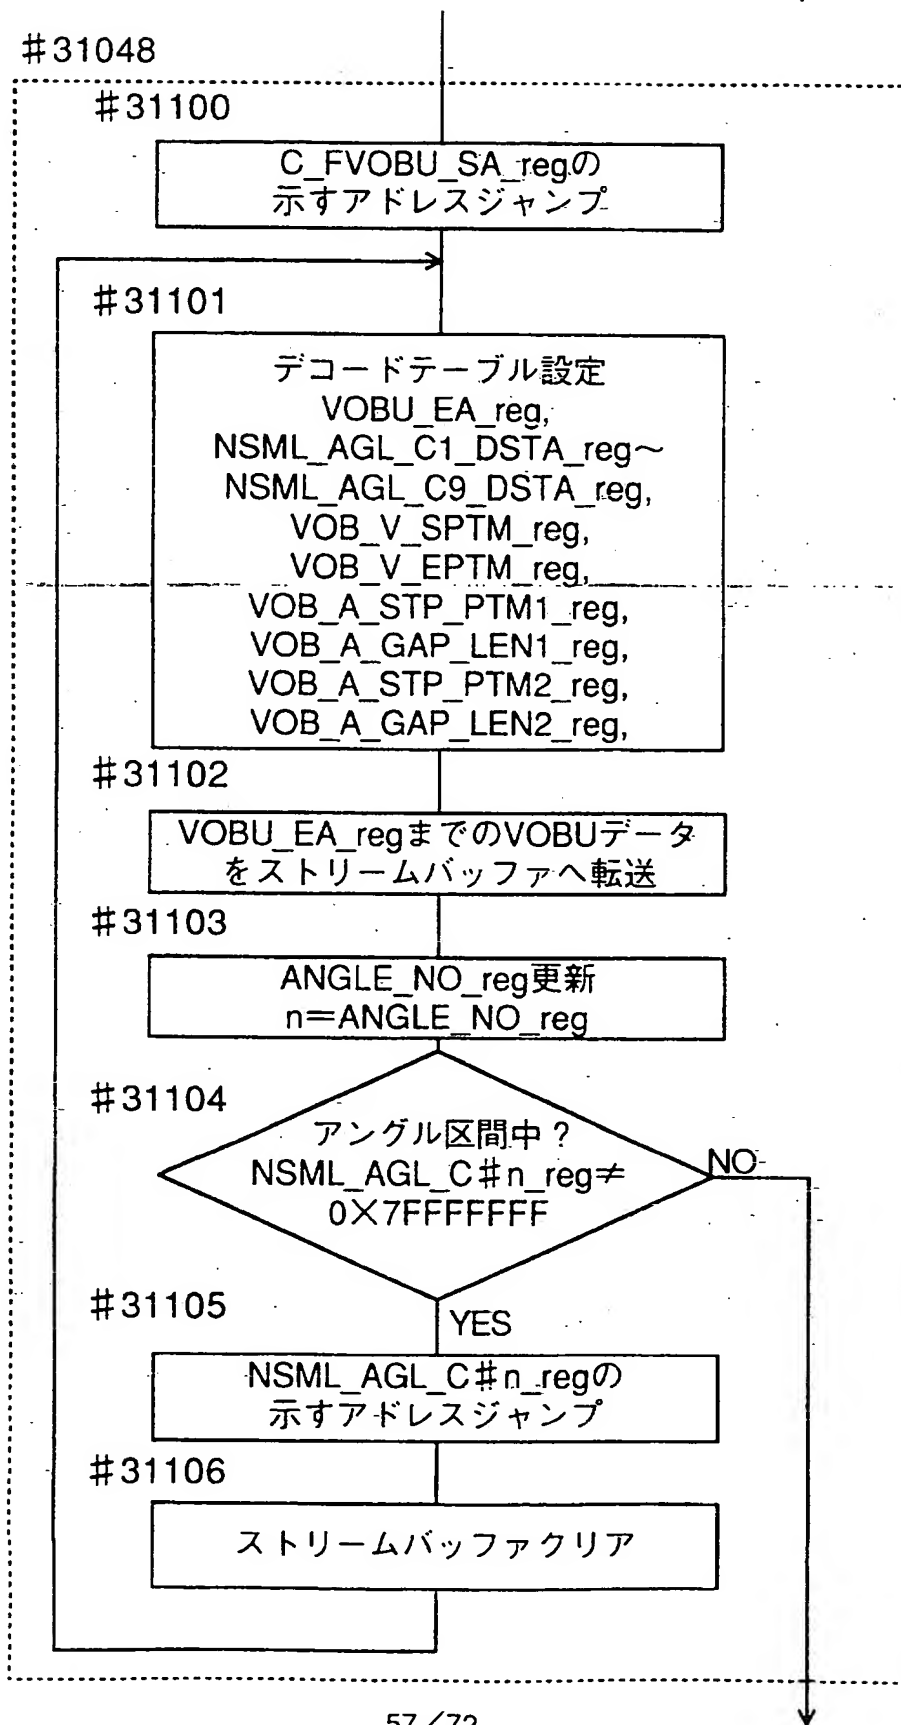 #31048
#31100
C_FVOBU_SA_regの
示すアドレスジャンプ
#31101
デコードテーブル設定
VOBU_EA_reg,
NSML_AGL_C1_DSTA_reg~
NSML_AGL_C9_DSTA_reg,
VOB_V_SPTM_reg,
VOB_V_EPTM_reg,
VOB_A_STP_PTM1_reg,
VOB_A_GAP_LEN1_reg,
VOB_A_STP_PTM2_reg,
VOB_A_GAP_LEN2_reg,
#31102
VOBU_EA_regまでのVOBUデータ
をストリームバッファへ転送
#31103
ANGLE_NO_reg更新
n=ANGLE_NO_reg
#31104
アングル区間中?
NSML_AGL_C#n_reg≠
0×7FFFFFFF
NO
#31105
YES
NSML_AGL_C#n_regの
示すアドレスジャンプ
#31106
ストリームバッファクリア
57/72